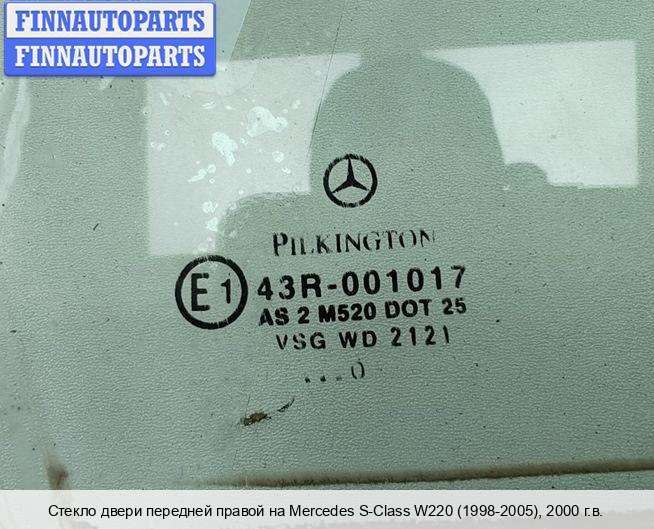 FINNAUTOPARTS
FINNAUTOPARTS
PILKINGTON
E1 43R-001017
AS 2 M520 DOT 25
VSG WD 2121
...0
Стекло двери передней правой на Mercedes S-Class W220 (1998-2005), 2000 г.в.